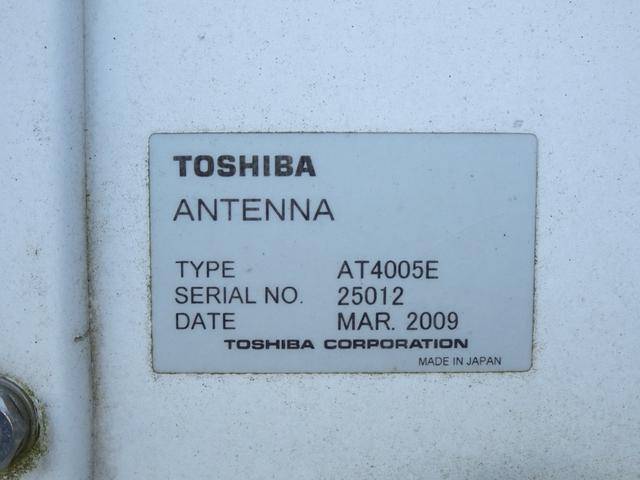 TOSHIBA
ANTENNA
TYPE AT4005E
SERIAL NO. 25012
DATE MAR. 2009
TOSHIBA CORPORATION
MADE IN JAPAN